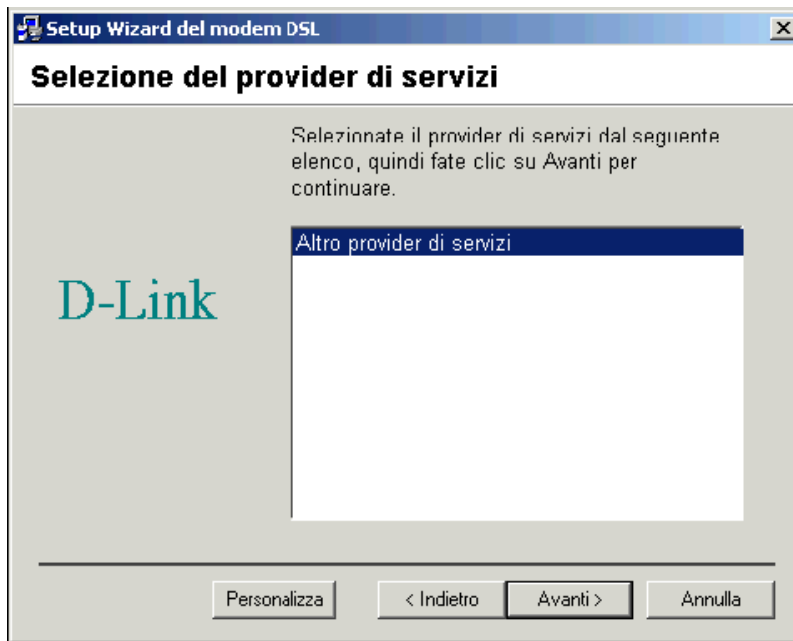 Setup Wizard del modem DSL
Selezione del provider di servizi
Selezionate il provider di servizi dal seguente
elenco, quindi fate clic su Avanti per
continuare.
Altro provider di servizi
D-Link
Personalizza
< Indietro
Avanti >
Annulla